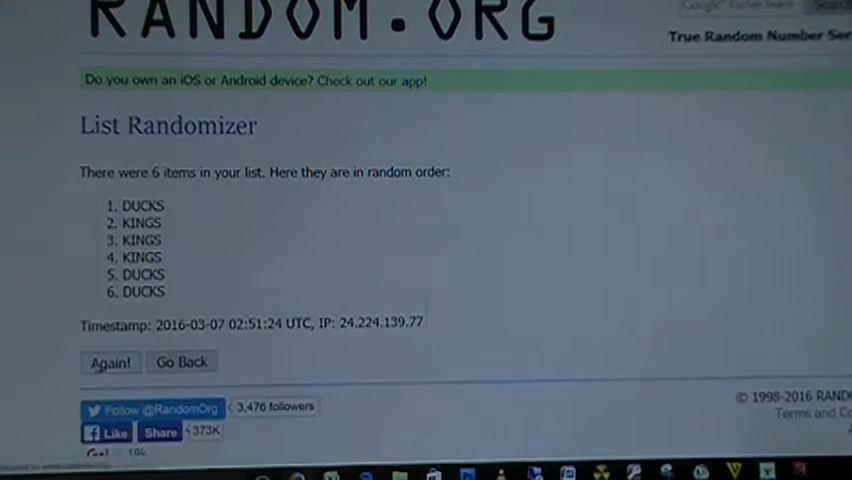 RANDOM.ORG
Search
True Random Number Ser
Do you own an iOS or Android device? Check out our app!
List Randomizer
There were 6 items in your list. Here they are in random order:
1. DUCKS
2. KINGS
3. KINGS
4. KINGS
5. DUCKS
6. DUCKS
Timestamp: 2016-03-07 02:51:24 UTC, IP: 24.224.139.77
Again! Go Back
Follow @RandomOrg 3,476 followers
Like Share 373K
© 1998-2016 RAND
Terms and Co